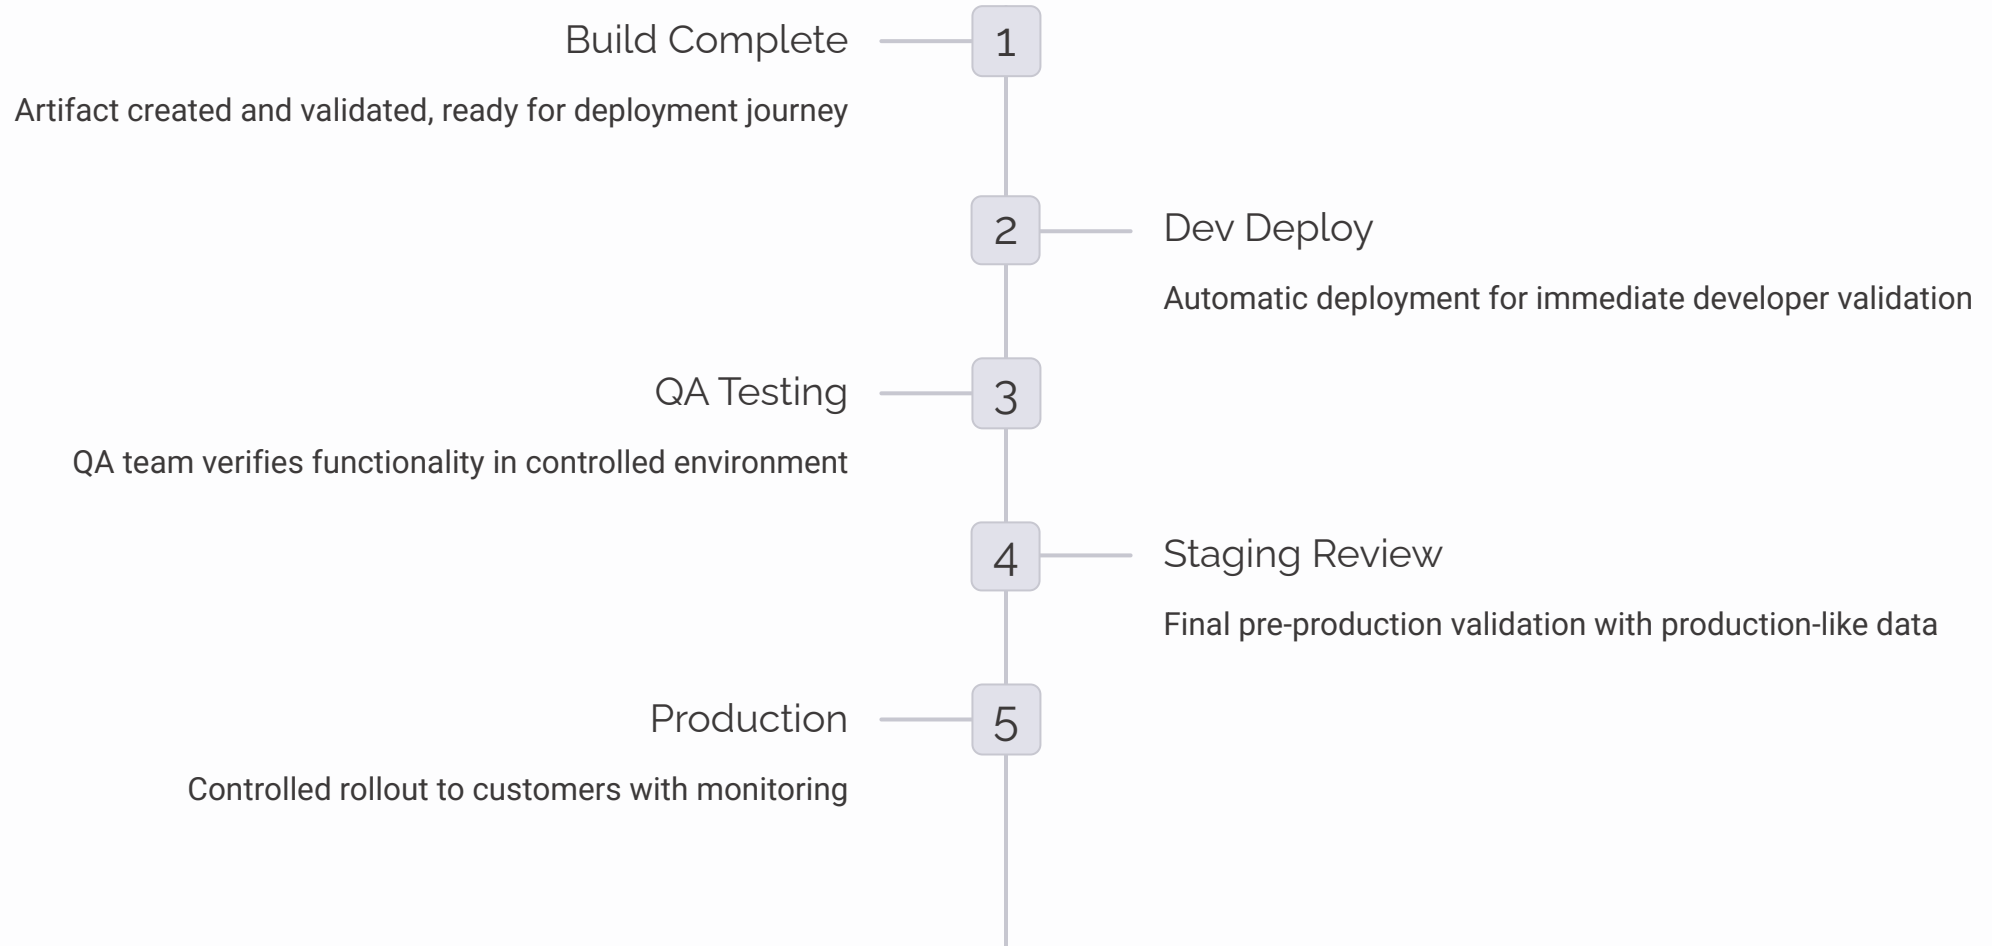 Build Complete
1
Artifact created and validated, ready for deployment journey
2
Dev Deploy
Automatic deployment for immediate developer validation
QA Testing
3
QA team verifies functionality in controlled environment
4
Staging Review
Final pre-production validation with production-like data
Production
5
Controlled rollout to customers with monitoring